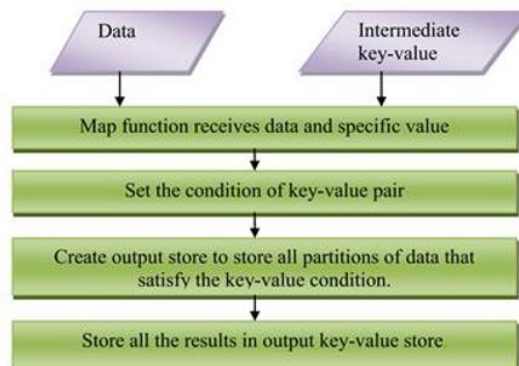 Data
Intermediate
key-value
Map function receives data and specific value
Set the condition of key-value pair
Create output store to store all partitions of data that
satisfy the key-value condition.
Store all the results in output key-value store